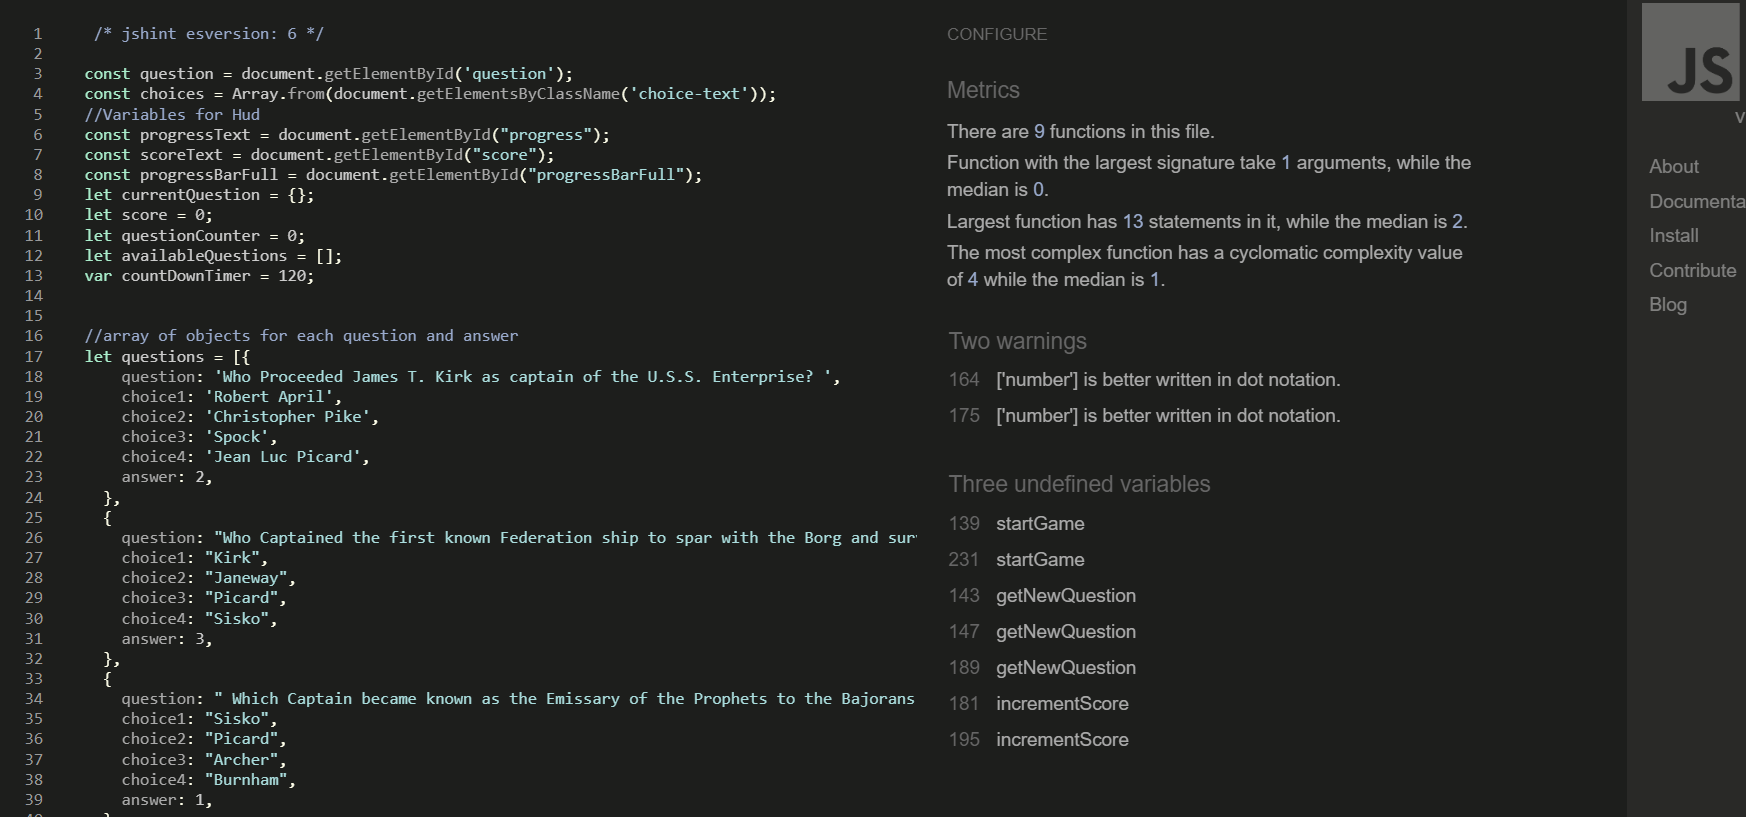 1 /* jshint esversion: 6 */
2
3 const question = document.getElementById('question');
4 const choices = Array.from(document.getElementsByClassName('choice-text'));
5 //Variables for Hud
6 const progressText = document.getElementById("progress");
7 const scoreText = document.getElementById("score");
8 const progressBarFull = document.getElementById("progressBarFull");
9 let currentQuestion = {};
10 let score = 0;
11 let questionCounter = 0;
12 let availableQuestions = [];
13 var countDownTimer = 120;
14
15
16 //array of objects for each question and answer
17 let questions = [{
18 question: 'Who Proceeded James T. Kirk as captain of the U.S.S. Enterprise? ',
19 choice1: 'Robert April',
20 choice2: 'Christopher Pike',
21 choice3: 'Spock',
22 choice4: 'Jean Luc Picard',
23 answer: 2,
24 },
25 {
26 question: "Who Captained the first known Federation ship to spar with the Borg and sur
27 choice1: "Kirk",
28 choice2: "Janeway",
29 choice3: "Picard",
30 choice4: "Sisko",
31 answer: 3,
32 },
33 {
34 question: " Which Captain became known as the Emissary of the Prophets to the Bajorans
35 choice1: "Sisko",
36 choice2: "Picard",
37 choice3: "Archer",
38 choice4: "Burnham",
39 answer: 1,
CONFIGURE
Metrics
There are 9 functions in this file.
Function with the largest signature take 1 arguments, while the
median is 0.
Largest function has 13 statements in it, while the median is 2.
The most complex function has a cyclomatic complexity value
of 4 while the median is 1.
Two warnings
164 ['number'] is better written in dot notation.
175 ['number'] is better written in dot notation.
Three undefined variables
139 startGame
231 startGame
143 getNewQuestion
147 getNewQuestion
189 getNewQuestion
181 incrementScore
195 incrementScore
JS
v
About
Documenta
Install
Contribute
Blog